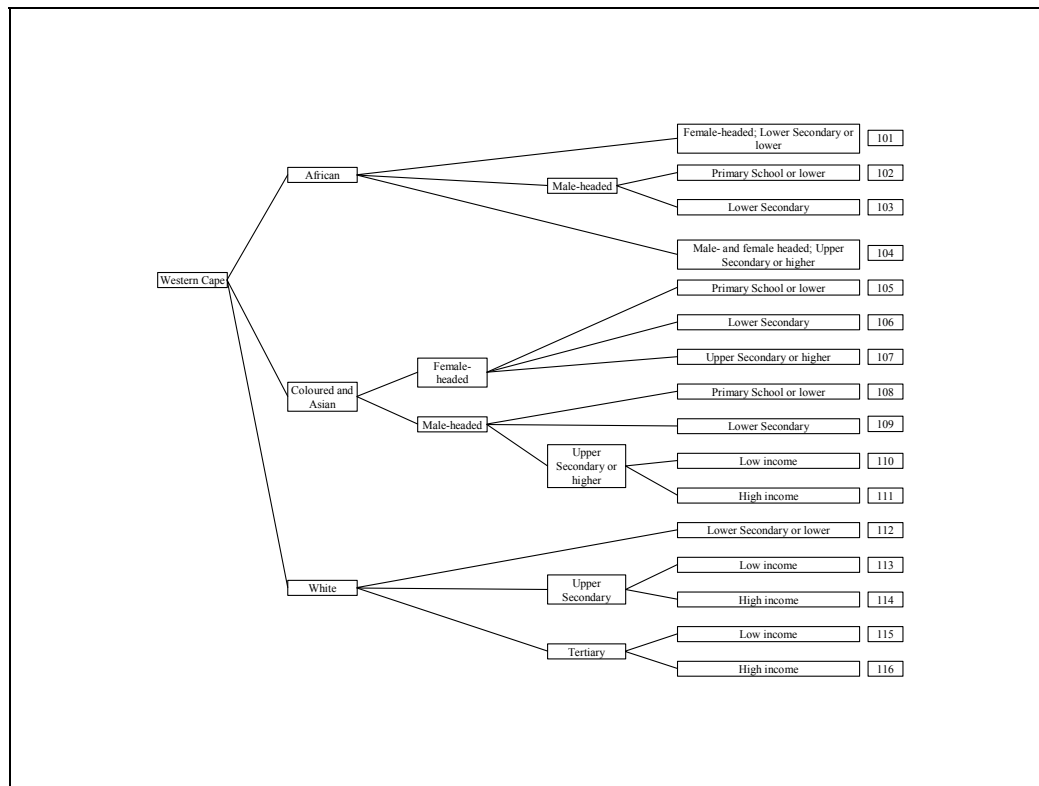 Female-headed; Lower Secondary or
lower
101
African
Male-headed
Primary School or lower
102
Lower Secondary
103
Male- and female headed; Upper
Secondary or higher
104
Western Cape
Primary School or lower
105
Lower Secondary
106
Female-
headed
Upper Secondary or higher
107
Coloured and
Asian
Primary School or lower
108
Male-headed
Lower Secondary
109
Upper
Secondary or
higher
Low income
110
High income
111
Lower Secondary or lower
112
White
Upper
Secondary
Low income
113
High income
114
Tertiary
Low income
115
High income
116